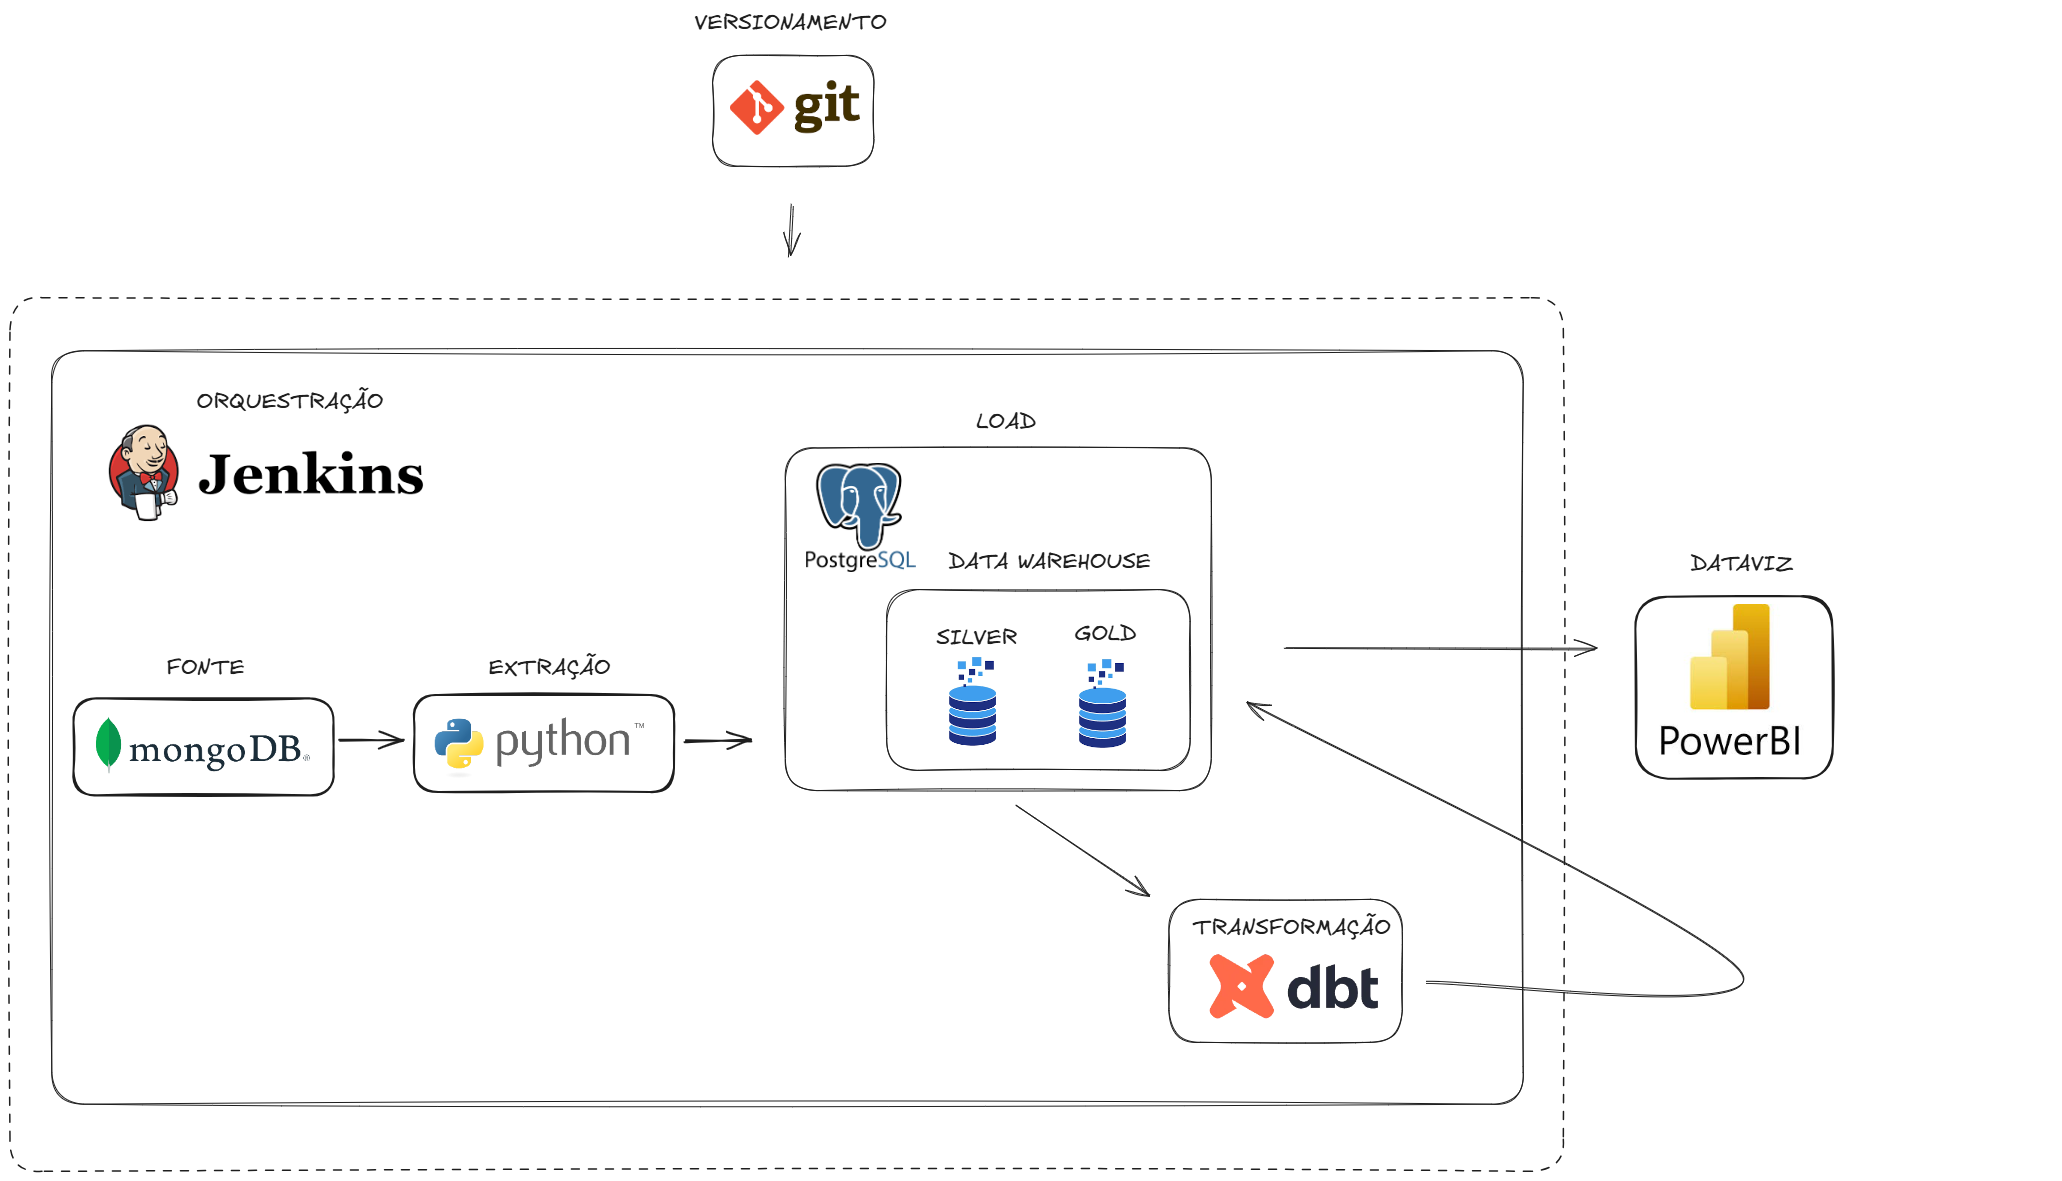 VERSIONAMENTO
git
ORQUESTRAÇÃO
Jenkins
LOAD
PostgreSQL
DATA WAREHOUSE
SILVER
GOLD
DATAVIZ
PowerBI
FONTE
mongoDB®
EXTRAÇÃO
python™
TRANSFORMAÇÃO
dbt